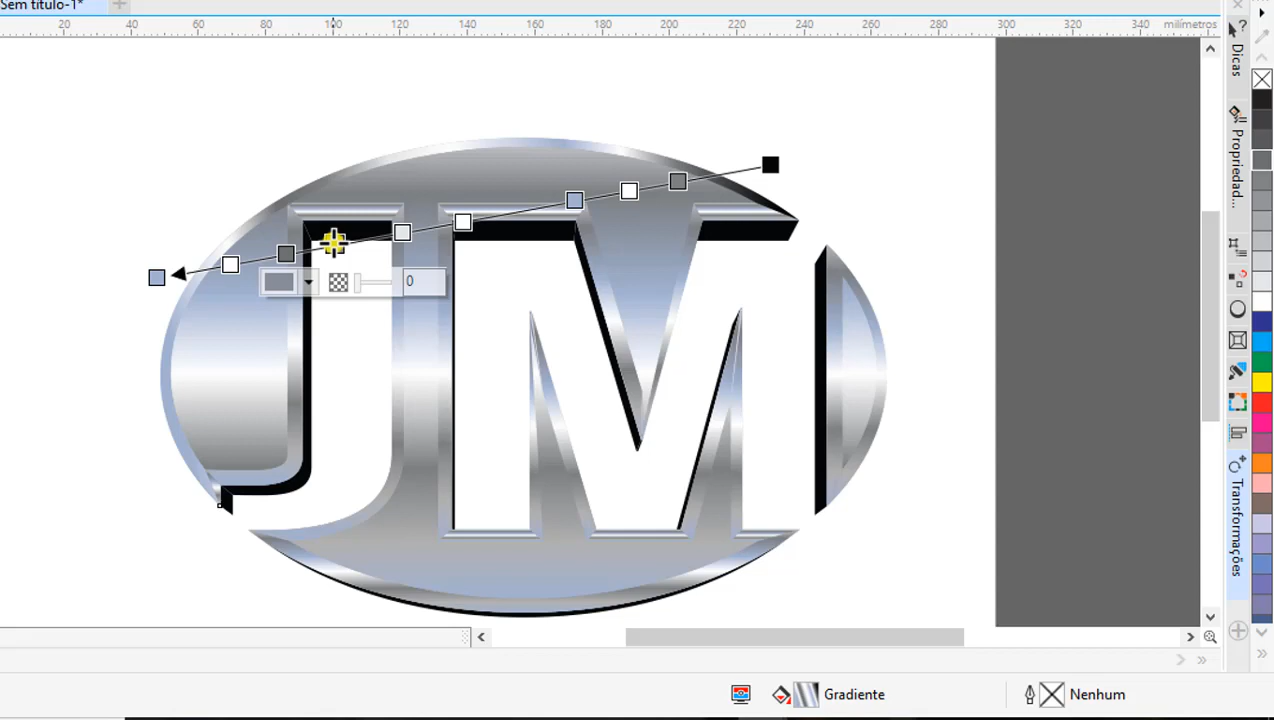 Sem título-1*
20 40 60 80 100 120 140 160 180 200 220 240 260 280 300 320 340 milímetros
JM
0
Dicas
Propriedad...
Transformações
Gradiente
Nenhum